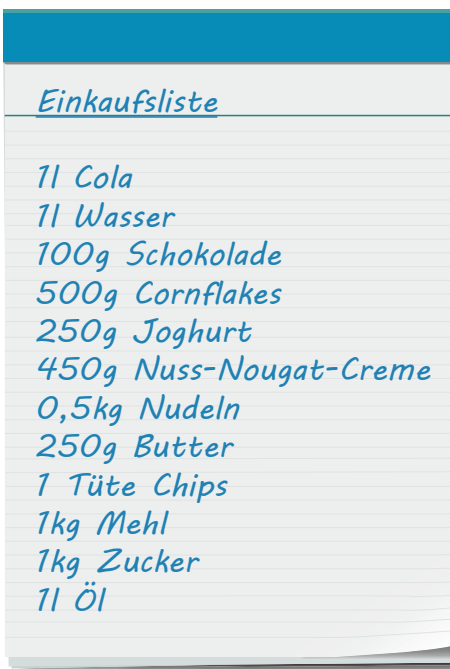 Einkaufsliste
1l Cola
1l Wasser
100g Schokolade
500g Cornflakes
250g Joghurt
450g Nuss-Nougat-Creme
0,5kg Nudeln
250g Butter
1 Tüte Chips
1kg Mehl
1kg Zucker
1l Öl